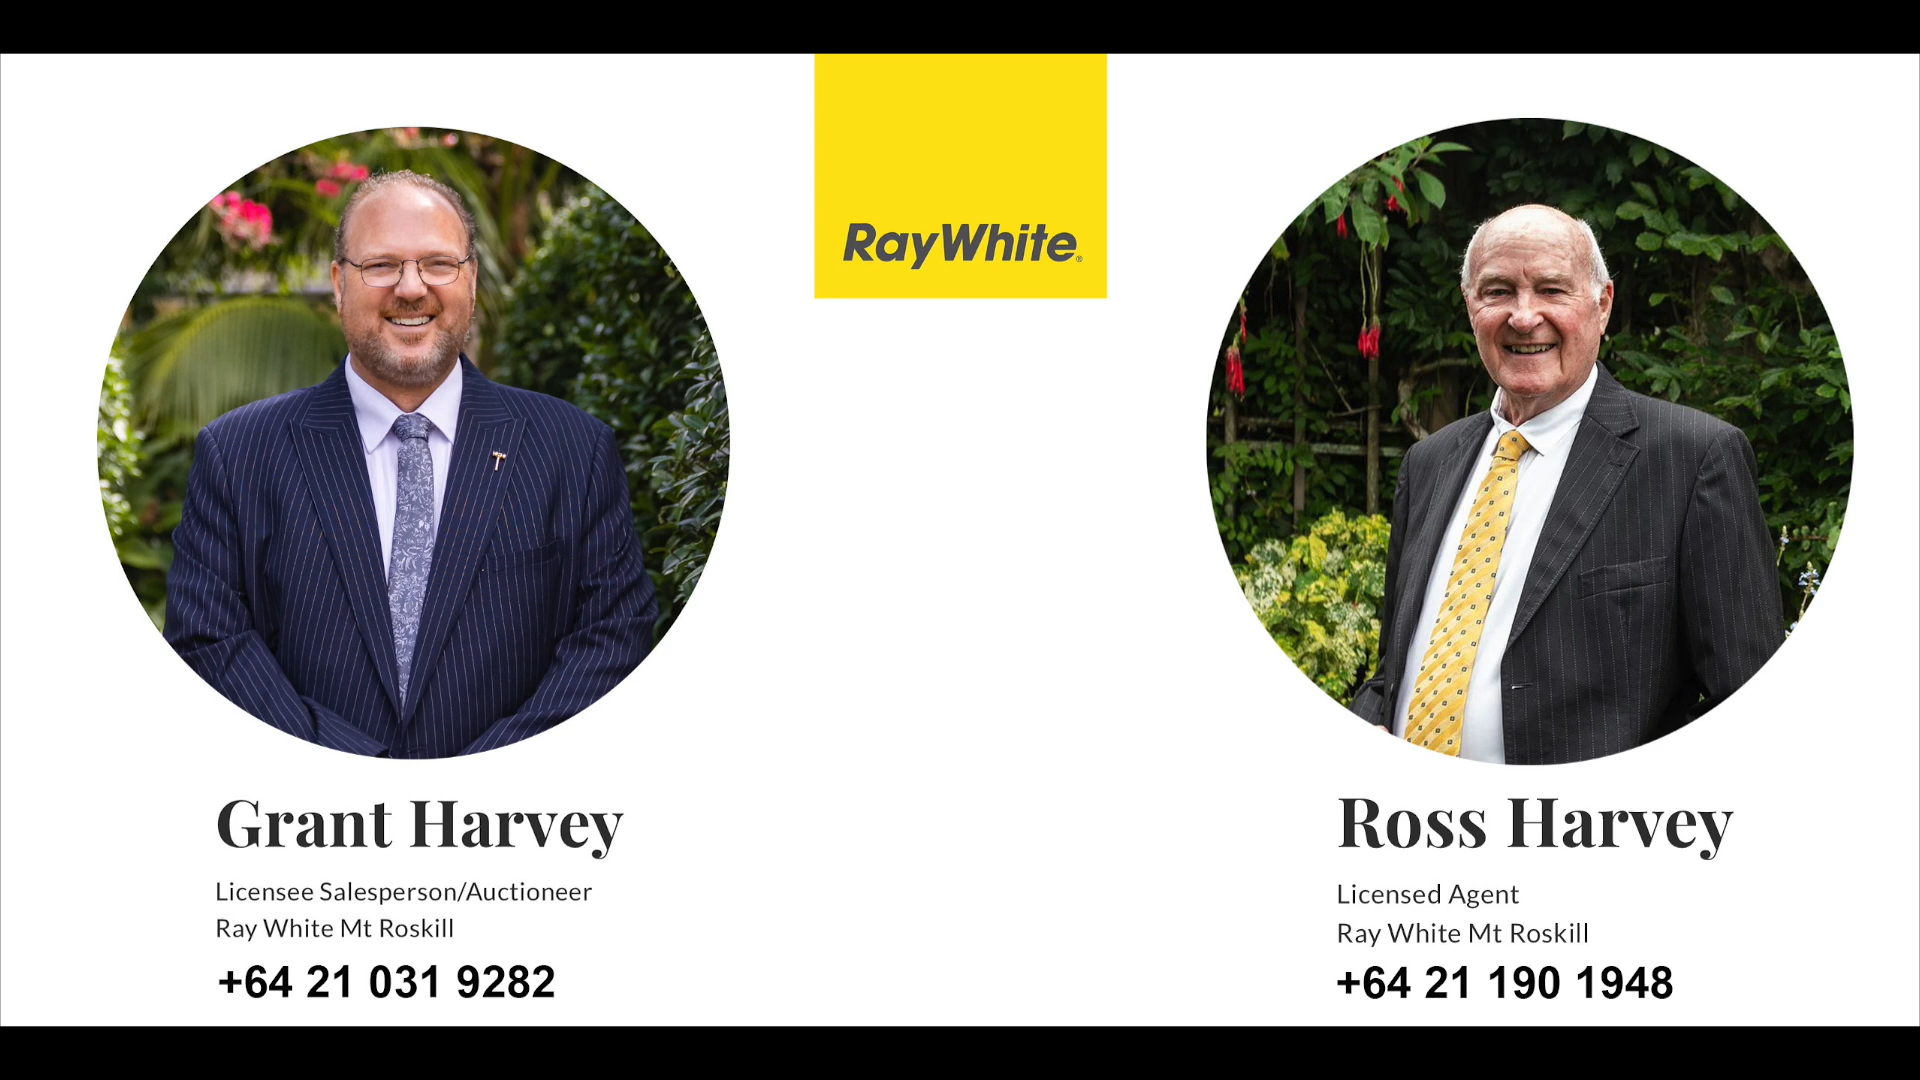 RayWhite®
Grant Harvey
Licensee Salesperson/Auctioneer
Ray White Mt Roskill
+64 21 031 9282
Ross Harvey
Licensed Agent
Ray White Mt Roskill
+64 21 190 1948